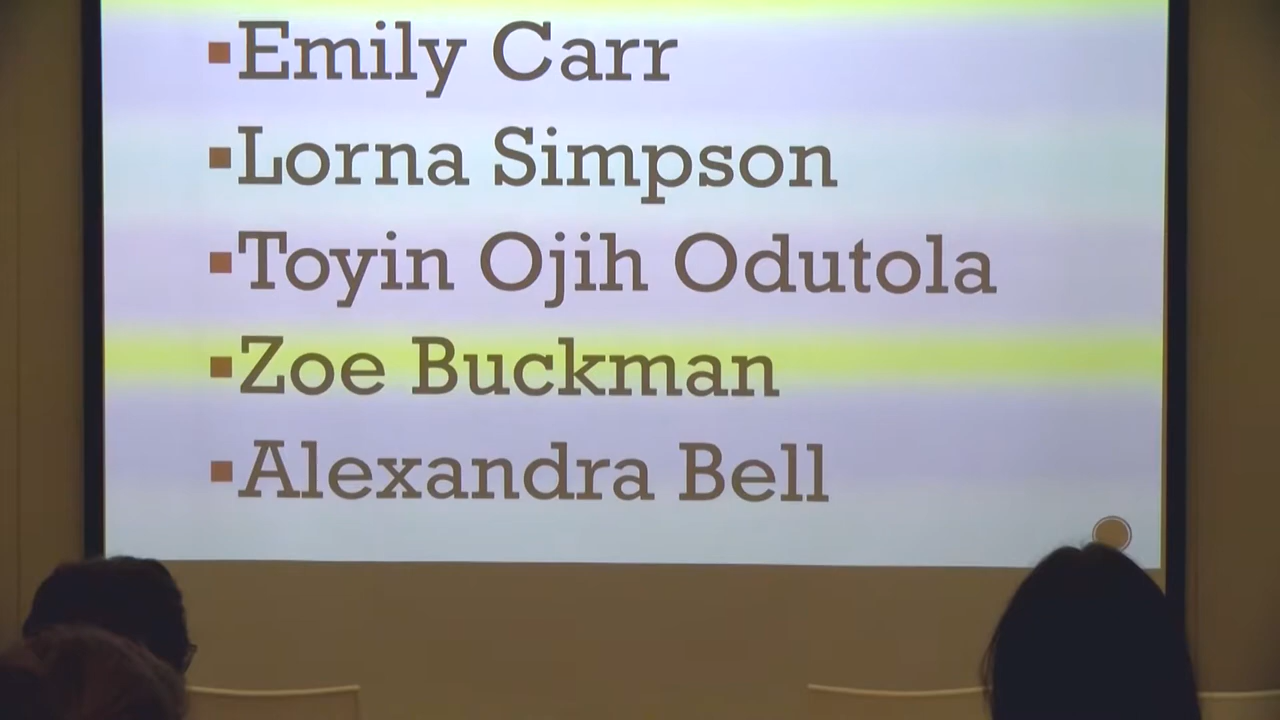 ▪Emily Carr
▪Lorna Simpson
▪Toyin Ojih Odutola
▪Zoe Buckman
▪Alexandra Bell